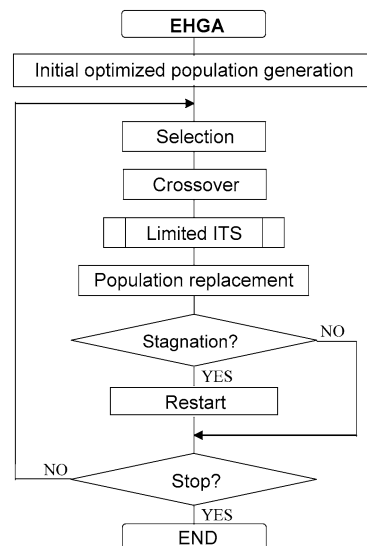 EHGA
Initial optimized population generation
Selection
Crossover
Limited ITS
Population replacement
Stagnation?
NO
YES
Restart
NO
Stop?
YES
END